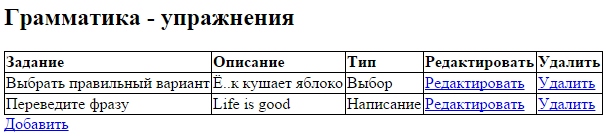 Грамматика - упражнения
Задание Описание Тип Редактировать Удалить
Выбрать правильный вариант Ё..к кушает яблоко Выбор Редактировать Удалить
Переведите фразу Life is good Написание Редактировать Удалить
Добавить